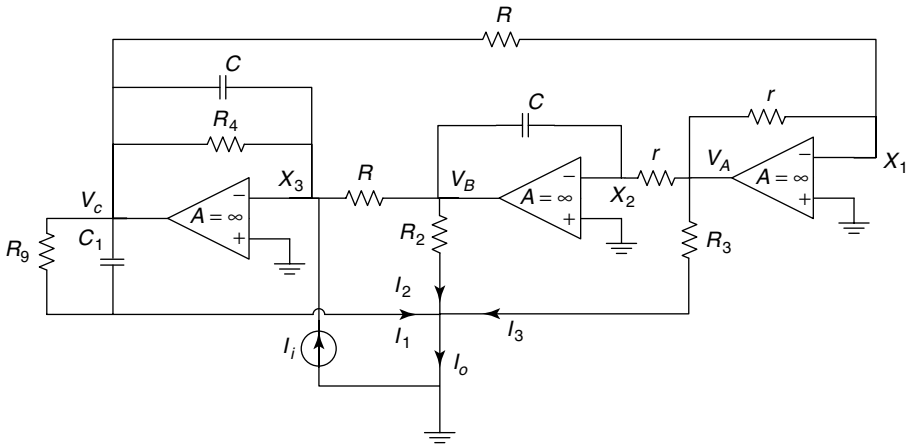 R
C
C
r
R4
r
X3
R
VB
VA
X1
−
−
−
Vc
A = ∞
A = ∞
X2
A = ∞
+
+
+
C1
R2
R9
R3
I2
I1
I3
Ii
Io